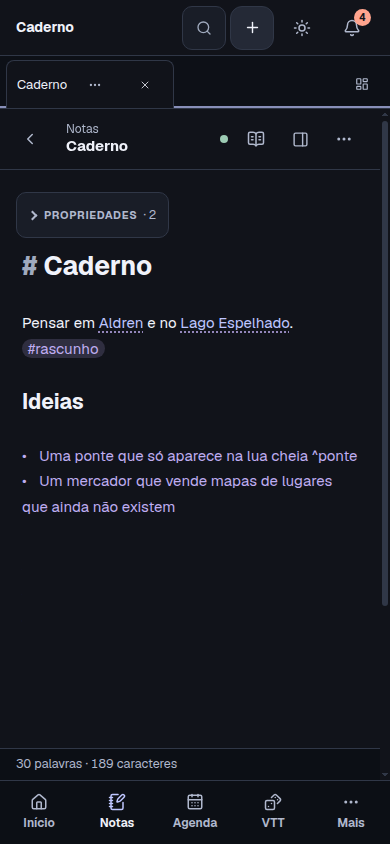 Caderno
4
Caderno
Notas
Caderno
PROPRIEDADES · 2
# Caderno
Pensar em Aldren e no Lago Espelhado.
#rascunho
Ideias
• Uma ponte que só aparece na lua cheia ^ponte
• Um mercador que vende mapas de lugares
que ainda não existem
30 palavras · 189 caracteres
Início Notas Agenda VTT Mais